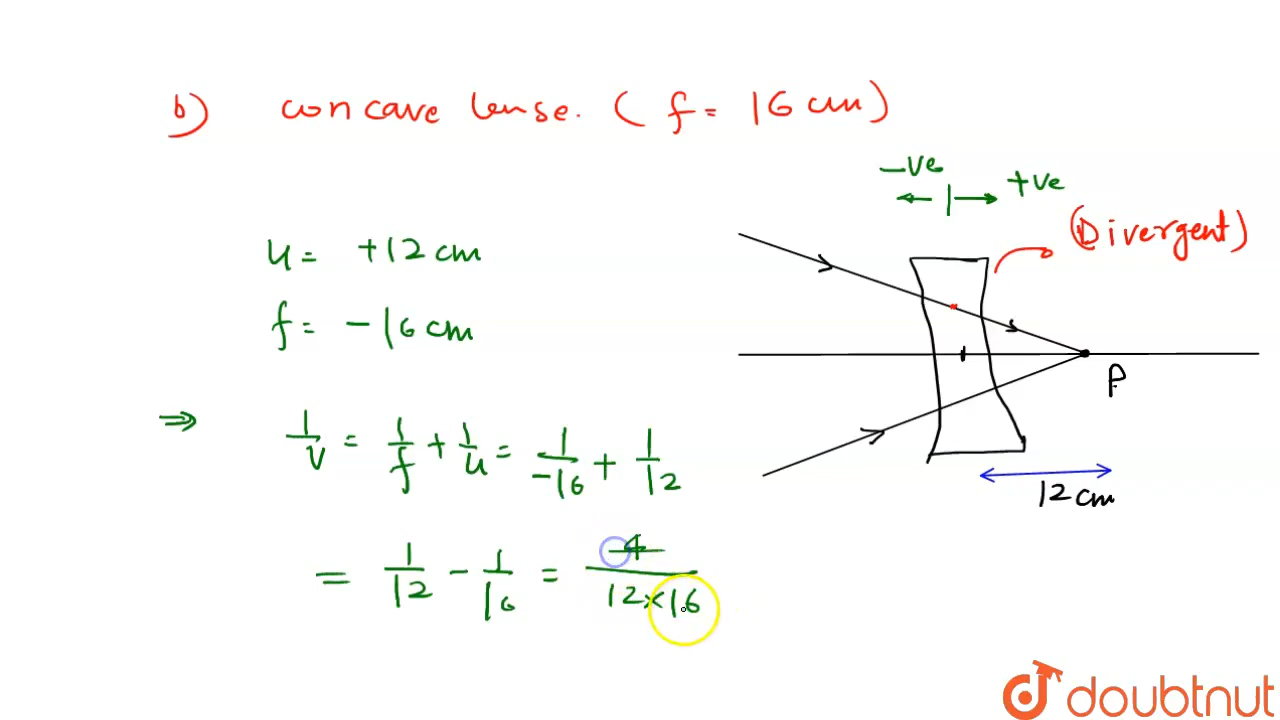 b) concave lense. ( f = 16 cm)
-ve +ve
(Divergent)
u = +12 cm
f = -16 cm
P
⇒ 1/v = 1/f + 1/u = 1/-16 + 1/12
12 cm
= 1/12 - 1/16 = 4/12×16
doubtnut